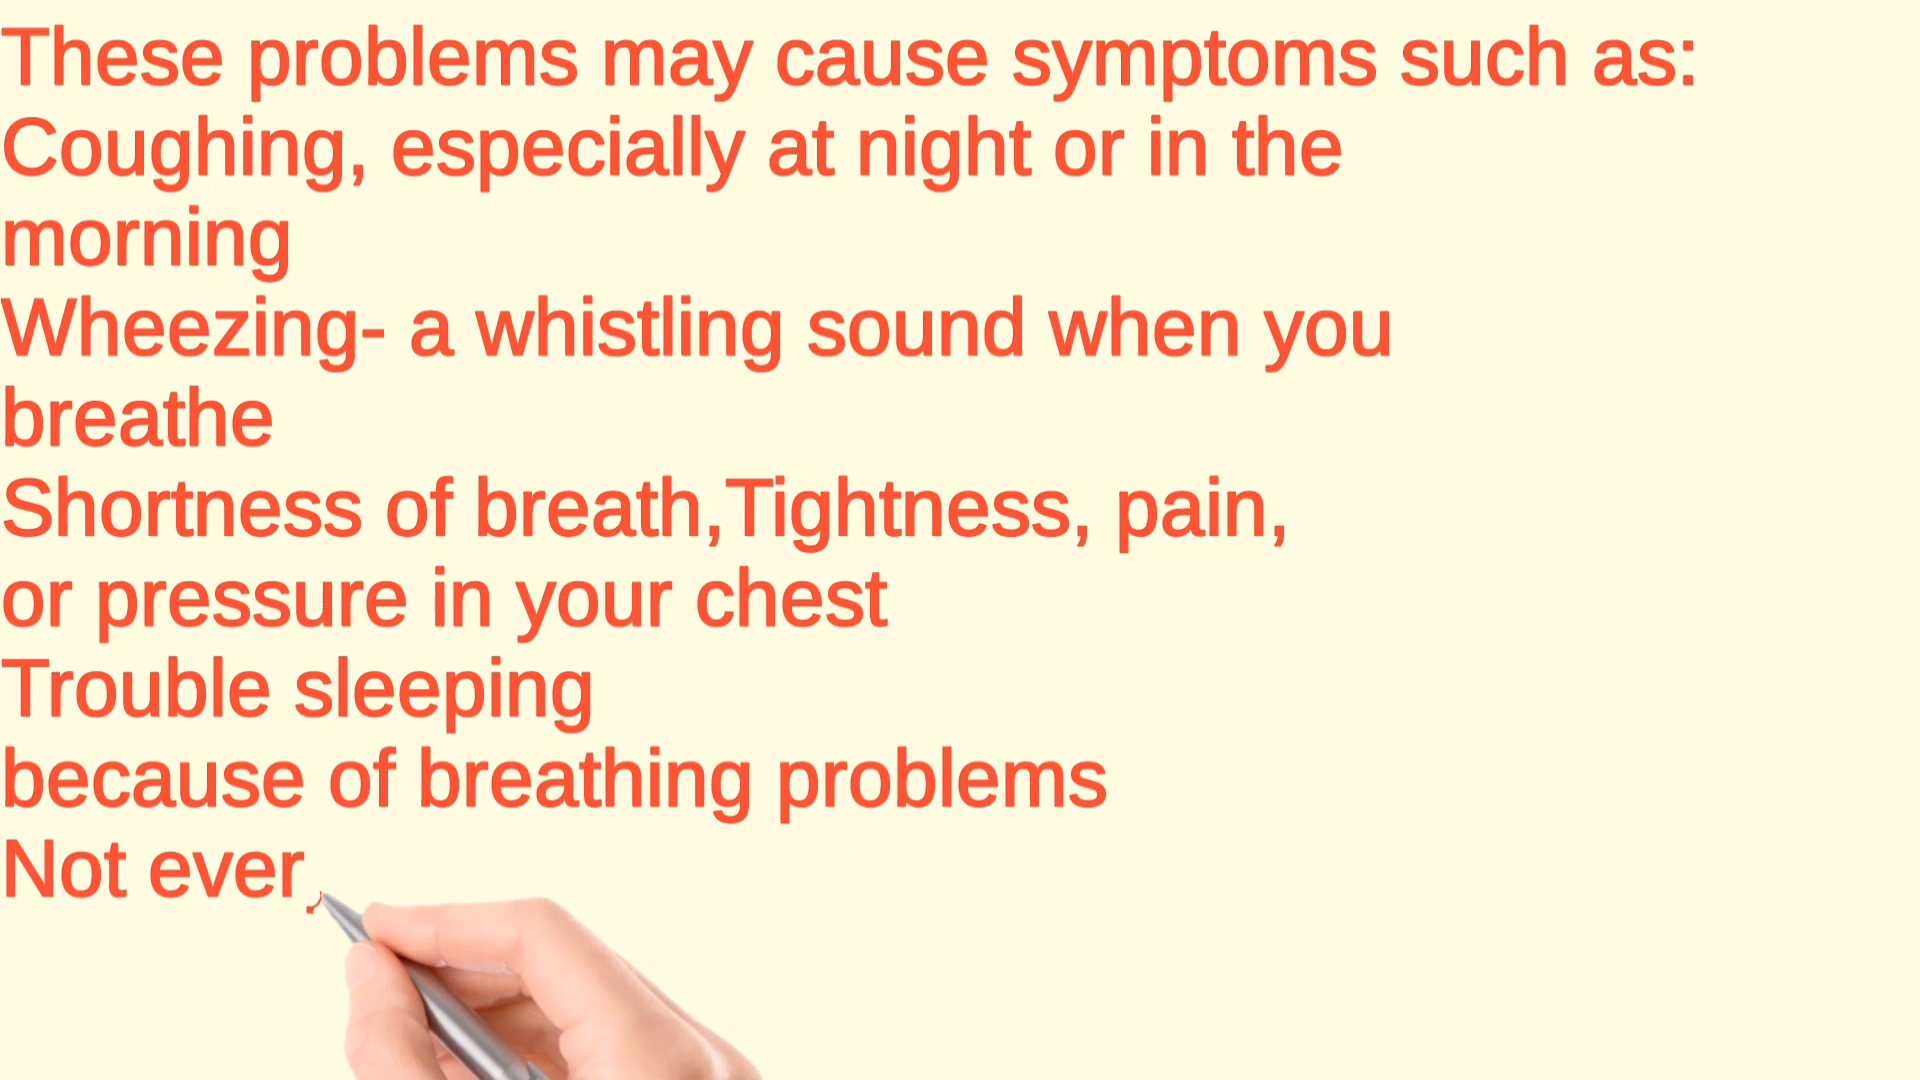 These problems may cause symptoms such as:
Coughing, especially at night or in the
morning
Wheezing- a whistling sound when you
breathe
Shortness of breath,Tightness, pain,
or pressure in your chest
Trouble sleeping
because of breathing problems
Not ever